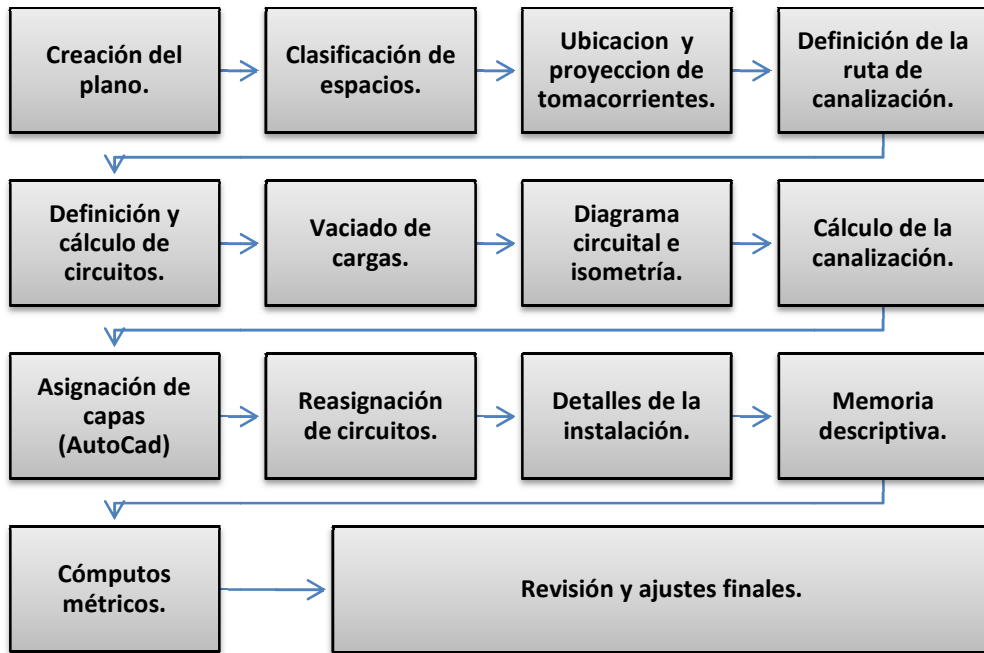 Creación del
plano.
Clasificación de
espacios.
Ubicacion y
proyeccion de
tomacorrientes.
Definición de la
ruta de
canalización.
Definición y
cálculo de
circuitos.
Vaciado de
cargas.
Diagrama
circuital e
isometría.
Cálculo de la
canalización.
Asignación de
capas
(AutoCad)
Reasignación
de circuitos.
Detalles de la
instalación.
Memoria
descriptiva.
Cómputos
métricos.
Revisión y ajustes finales.